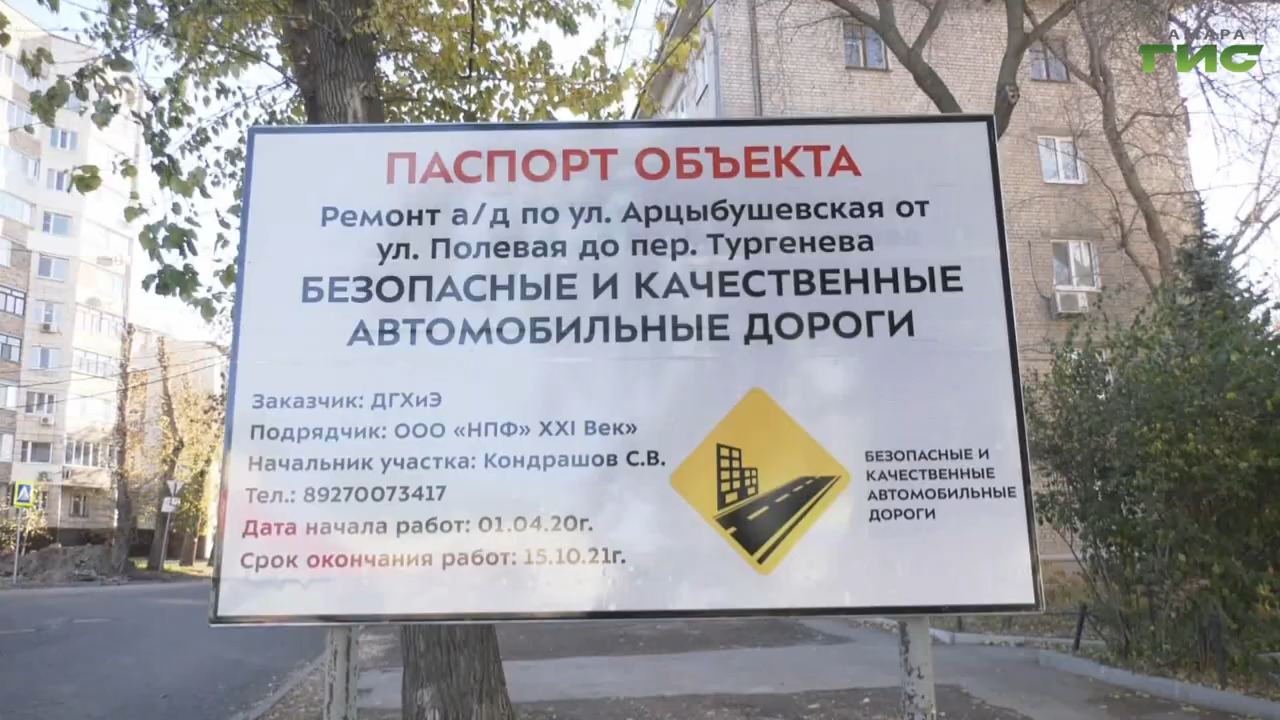 САМАРА
ГИС
ПАСПОРТ ОБЪЕКТА
Ремонт а/д по ул. Арцыбушевская от
ул. Полевая до пер. Тургенева
БЕЗОПАСНЫЕ И КАЧЕСТВЕННЫЕ
АВТОМОБИЛЬНЫЕ ДОРОГИ
Заказчик: ДГХиЭ
Подрядчик: ООО «НПФ» XXI Век»
Начальник участка: Кондрашов С.В.
Тел.: 89270073417
Дата начала работ: 01.04.20г.
Срок окончания работ: 15.10.21г.
БЕЗОПАСНЫЕ И
КАЧЕСТВЕННЫЕ
АВТОМОБИЛЬНЫЕ
ДОРОГИ